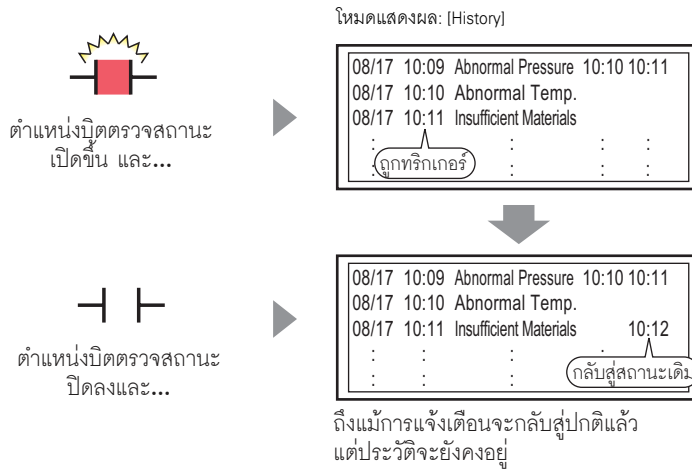 โหมดแสดงผล: [History]
08/17 10:09 Abnormal Pressure 10:10 10:11
08/17 10:10 Abnormal Temp.
08/17 10:11 Insufficient Materials
: : : : :
: : : :
ถูกทริกเกอร์
ตำแหน่งบิตตรวจสถานะ
เปิดขึ้น และ...
08/17 10:09 Abnormal Pressure 10:10 10:11
08/17 10:10 Abnormal Temp.
08/17 10:11 Insufficient Materials 10:12
: : : : :
: : :
กลับสู่สถานะเดิม
ตำแหน่งบิตตรวจสถานะ
ปิดลงและ...
ถึงแม้การแจ้งเตือนจะกลับสู่ปกติแล้ว
แต่ประวัติจะยังคงอยู่